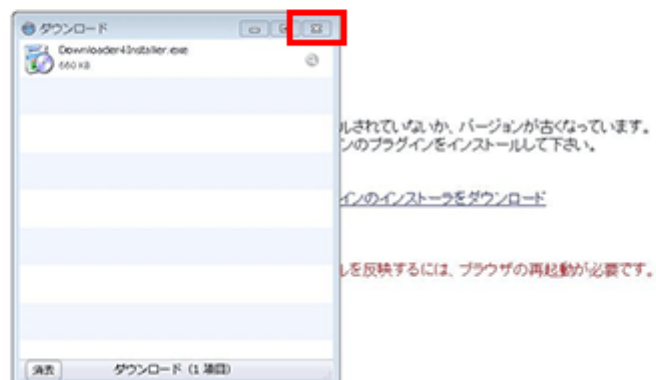 ダウンロード
Downloader4Installer.exe
660 KB
ルされていないか、バージョンが古くなっています。
ンのプラグインをインストールして下さい。
インのインストーラをダウンロード
ルを反映するには、ブラウザの再起動が必要です。
消去
ダウンロード (1 項目)